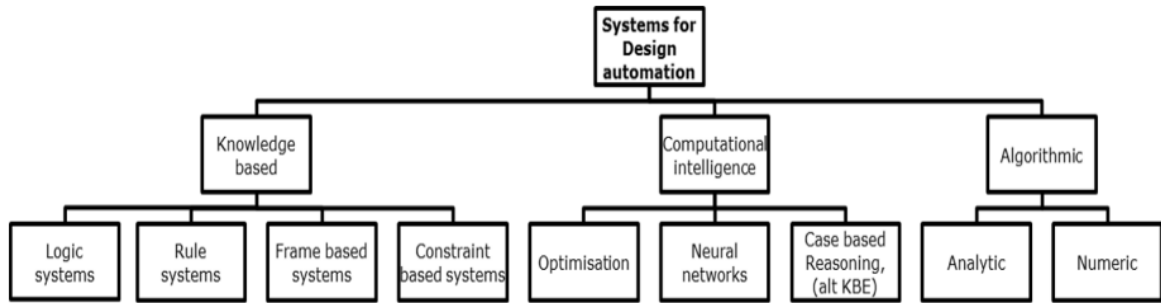 Systems for
Design
automation
Knowledge
based
Computational
intelligence
Algorithmic
Logic
systems
Rule
systems
Frame based
systems
Constraint
based systems
Optimisation
Neural
networks
Case based
Reasoning,
(alt KBE)
Analytic
Numeric